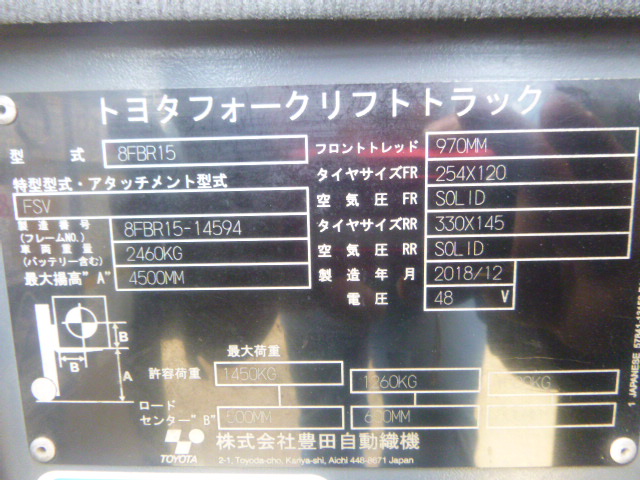 トヨタフォークリフトトラック
型式 8FBR15 フロントトレッド 970MM
特型型式・アタッチメント型式 タイヤサイズFR 254X120
FSV 空気圧FR SOLID
製造番号(フレームNO.) 8FBR15-14594 タイヤサイズRR 330X145
車両重量(バッテリー含む) 2460KG 空気圧RR SOLID
最大揚高"A" 4500MM 製造年月 2018/12
電圧 48 V
B
B A
最大荷重
許容荷重 1450KG 1260KG
ロードセンター"B" 600MM
TOYOTA 株式会社豊田自動織機
2-1, Toyoda-cho, Kariya-shi, Aichi 448-8671 Japan
1 JAPANESE